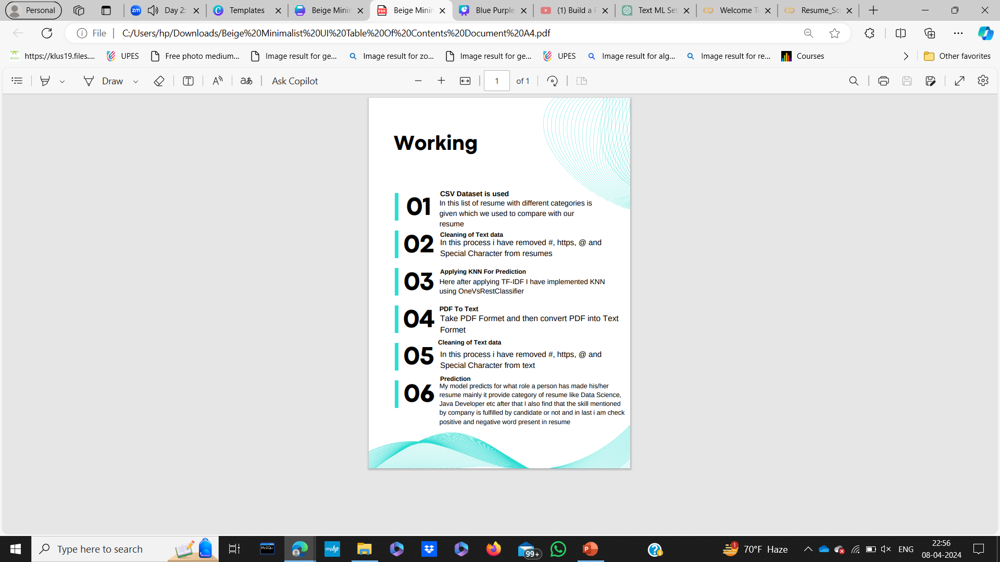 Personal
zm Day 2:
Templates
Beige Minin
Beige Minin
Blue Purple
(1) Build a
Text ML Set
Welcome To
Resume_Sc
File
C:/Users/hp/Downloads/Beige%20Minimalist%20UI%20Table%20Of%20Contents%20Document%20A4.pdf
https://klus19.files....
UPES
Free photo medium...
Image result for ge...
Image result for zo...
Image result for ge...
UPES
Image result for alg...
Image result for re...
Courses
Other favorites
Draw
aあ
Ask Copilot
1 of 1
Working
01
CSV Dataset is used
In this list of resume with different categories is
given which we used to compare with our
resume
02
Cleaning of Text data
In this process i have removed #, https, @ and
Special Character from resumes
03
Applying KNN For Prediction
Here after applying TF-IDF I have implemented KNN
using OneVsRestClassifier
04
PDF To Text
Take PDF Formet and then convert PDF into Text
Formet
05
Cleaning of Text data
In this process i have removed #, https, @ and
Special Character from text
06
Prediction
My model predicts for what role a person has made his/her
resume mainly it provide category of resume like Data Science,
Java Developer etc after that I also find that the skill mentioned
by company is fulfilled by candidate or not and in last i am check
positive and negative word present in resume
Type here to search
myhp
99+
1
70°F Haze
ENG
22:56
08-04-2024